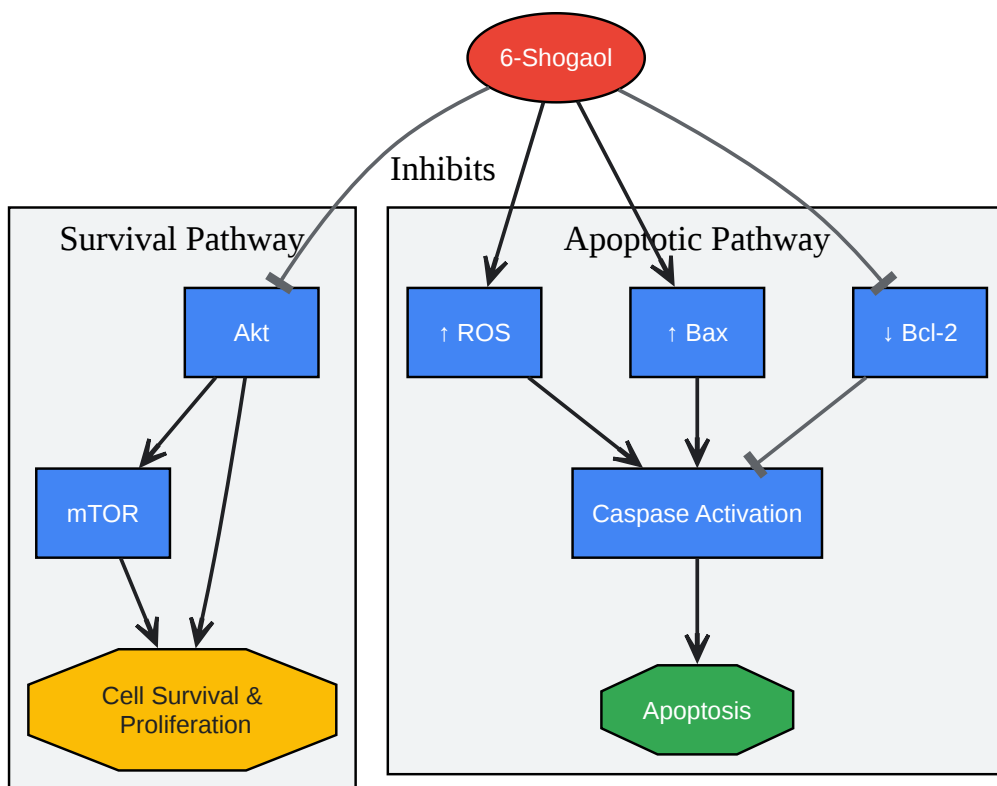 6-Shogaol
Inhibits
Survival Pathway
Apoptotic Pathway
Akt
↑ ROS
↑ Bax
↓ Bcl-2
mTOR
Caspase Activation
Cell Survival &
Proliferation
Apoptosis